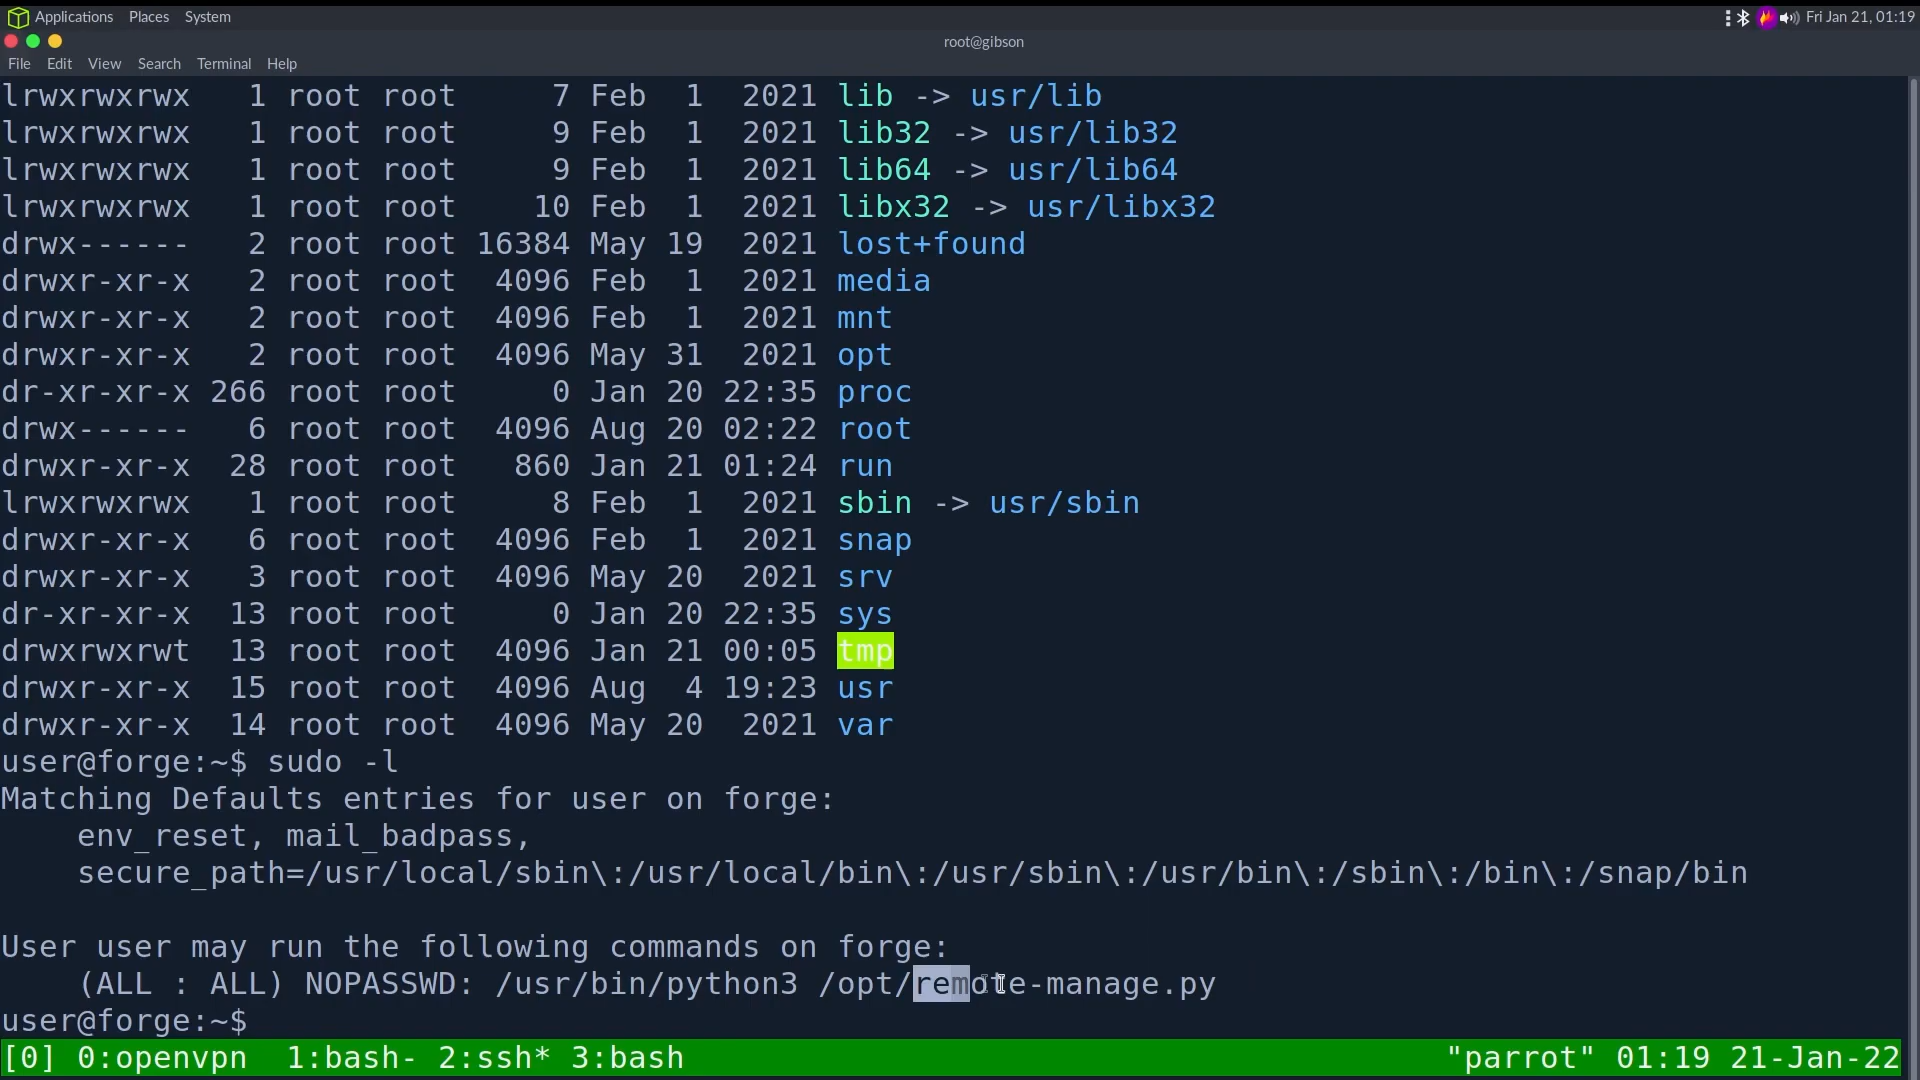 Applications Places System Fri Jan 21, 01:19
root@gibson
File Edit View Search Terminal Help
lrwxrwxrwx   1 root root     7 Feb  1  2021 lib -> usr/lib
lrwxrwxrwx   1 root root     9 Feb  1  2021 lib32 -> usr/lib32
lrwxrwxrwx   1 root root     9 Feb  1  2021 lib64 -> usr/lib64
lrwxrwxrwx   1 root root    10 Feb  1  2021 libx32 -> usr/libx32
drwx------   2 root root 16384 May 19  2021 lost+found
drwxr-xr-x   2 root root  4096 Feb  1  2021 media
drwxr-xr-x   2 root root  4096 Feb  1  2021 mnt
drwxr-xr-x   2 root root  4096 May 31  2021 opt
dr-xr-xr-x 266 root root     0 Jan 20 22:35 proc
drwx------   6 root root  4096 Aug 20 02:22 root
drwxr-xr-x  28 root root   860 Jan 21 01:24 run
lrwxrwxrwx   1 root root     8 Feb  1  2021 sbin -> usr/sbin
drwxr-xr-x   6 root root  4096 Feb  1  2021 snap
drwxr-xr-x   3 root root  4096 May 20  2021 srv
dr-xr-xr-x  13 root root     0 Jan 20 22:35 sys
drwxrwxrwt  13 root root  4096 Jan 21 00:05 tmp
drwxr-xr-x  15 root root  4096 Aug  4 19:23 usr
drwxr-xr-x  14 root root  4096 May 20  2021 var
user@forge:~$ sudo -l
Matching Defaults entries for user on forge:
    env_reset, mail_badpass,
    secure_path=/usr/local/sbin\:/usr/local/bin\:/usr/sbin\:/usr/bin\:/sbin\:/bin\:/snap/bin
User user may run the following commands on forge:
    (ALL : ALL) NOPASSWD: /usr/bin/python3 /opt/remote-manage.py
user@forge:~$
[0] 0:openvpn  1:bash- 2:ssh* 3:bash "parrot" 01:19 21-Jan-22